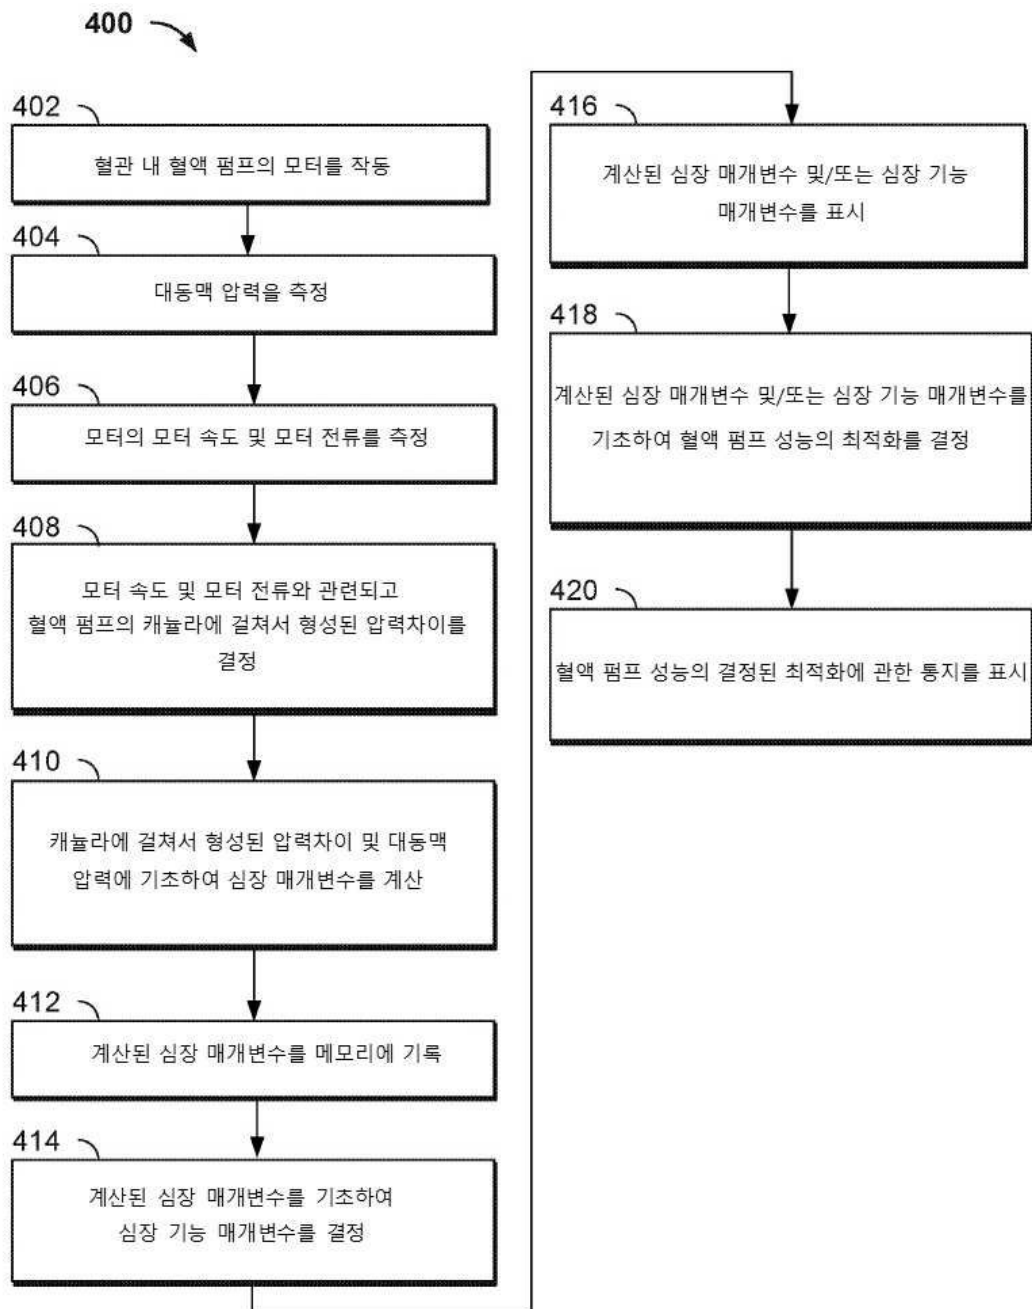 400
402
혈관 내 혈액 펌프의 모터를 작동
404
대동맥 압력을 측정
406
모터의 모터 속도 및 모터 전류를 측정
408
모터 속도 및 모터 전류와 관련되고
혈액 펌프의 캐뉼라에 걸쳐서 형성된 압력차이를
결정
410
캐뉼라에 걸쳐서 형성된 압력차이 및 대동맥
압력에 기초하여 심장 매개변수를 계산
412
계산된 심장 매개변수를 메모리에 기록
414
계산된 심장 매개변수를 기초하여
심장 기능 매개변수를 결정
416
계산된 심장 매개변수 및/또는 심장 기능
매개변수를 표시
418
계산된 심장 매개변수 및/또는 심장 기능 매개변수를
기초하여 혈액 펌프 성능의 최적화를 결정
420
혈액 펌프 성능의 결정된 최적화에 관한 통지를 표시